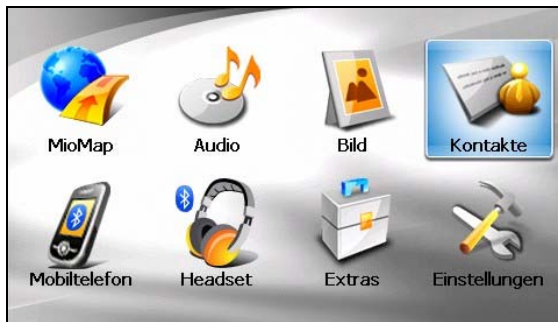 MioMap
Audio
Bild
Kontakte
Mobiltelefon
Headset
Extras
Einstellungen